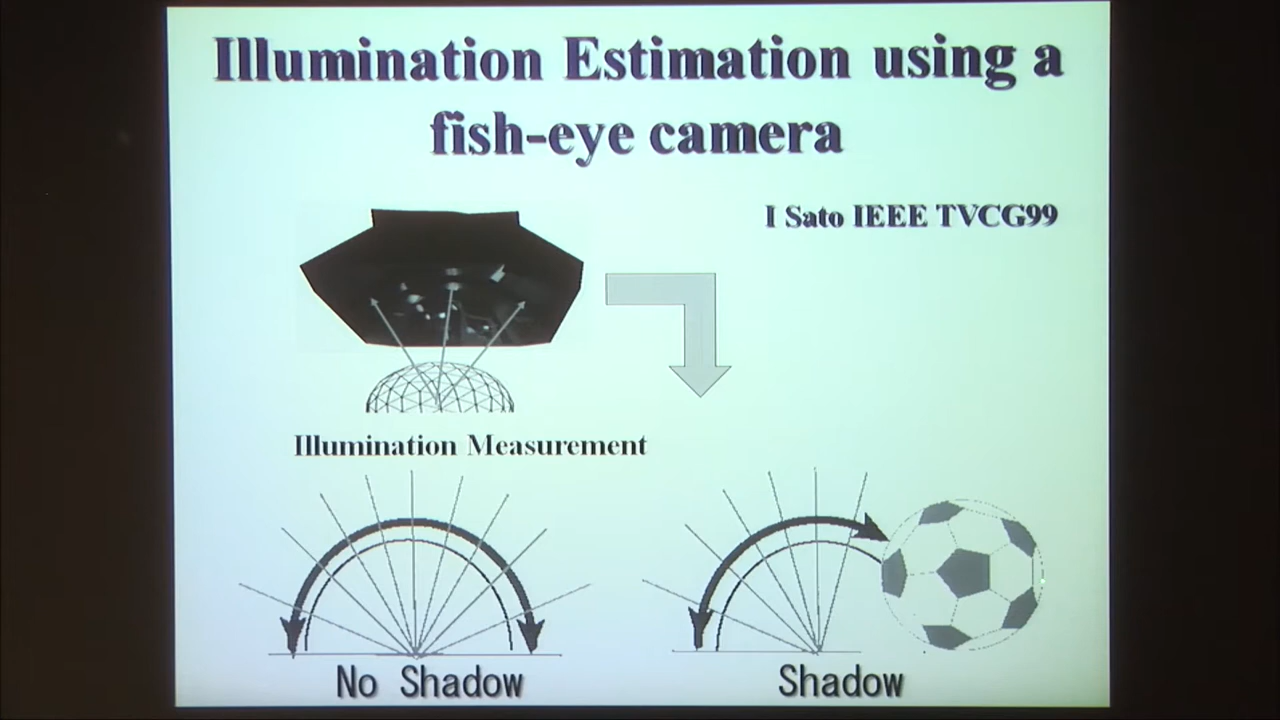 Illumination Estimation using a
fish-eye camera
I Sato IEEE TVCG99
Illumination Measurement
No Shadow
Shadow